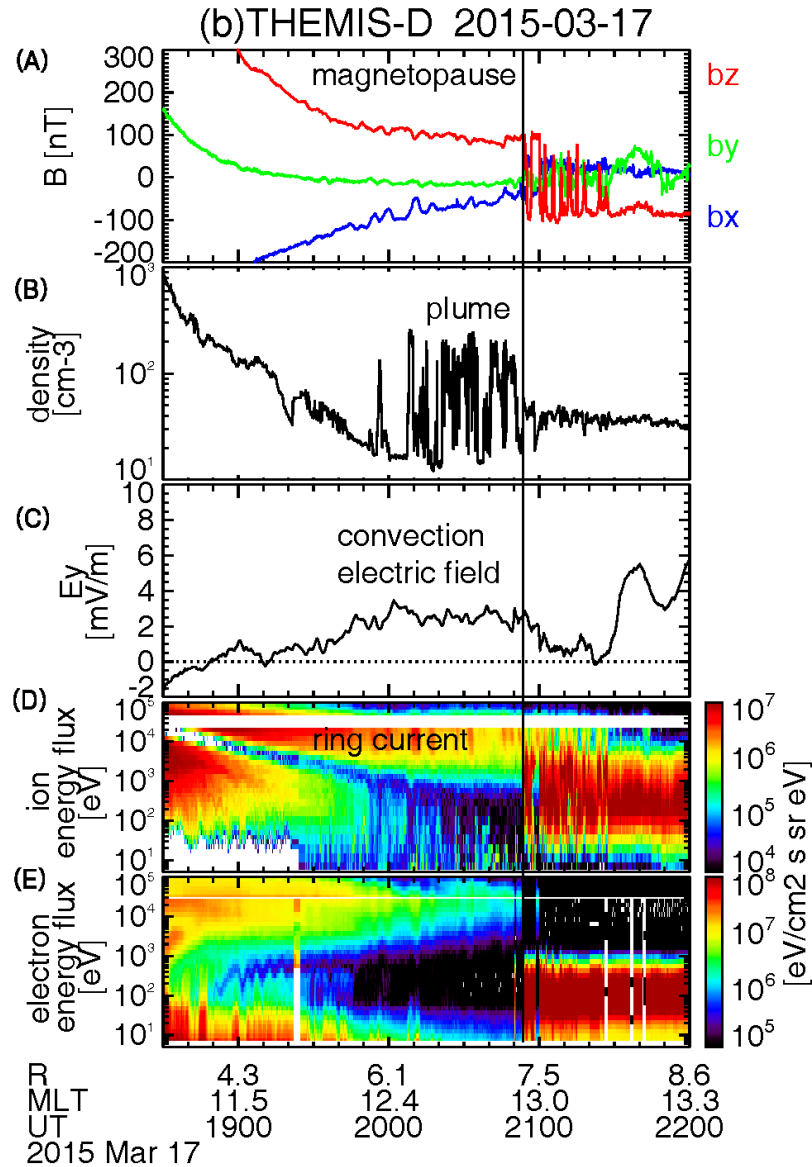 (b)THEMIS-D 2015-03-17
(A)
300
200
100
0
-100
-200
B [nT]
magnetopause
bz
by
bx
(B)
10³
10²
10¹
density
[cm-3]
plume
(C)
10
8
6
4
2
0
-2
Ey
[mV/m]
convection
electric field
(D)
10⁵
10⁴
10³
10²
10¹
ion
energy flux
[eV]
ring current
10⁷
10⁶
10⁵
10⁴
(E)
10⁵
10⁴
10³
10²
10¹
electron
energy flux
[eV]
10⁸
10⁷
10⁶
10⁵
[eV/cm2 s sr eV]
R 4.3 6.1 7.5 8.6
MLT 11.5 12.4 13.0 13.3
UT 1900 2000 2100 2200
2015 Mar 17